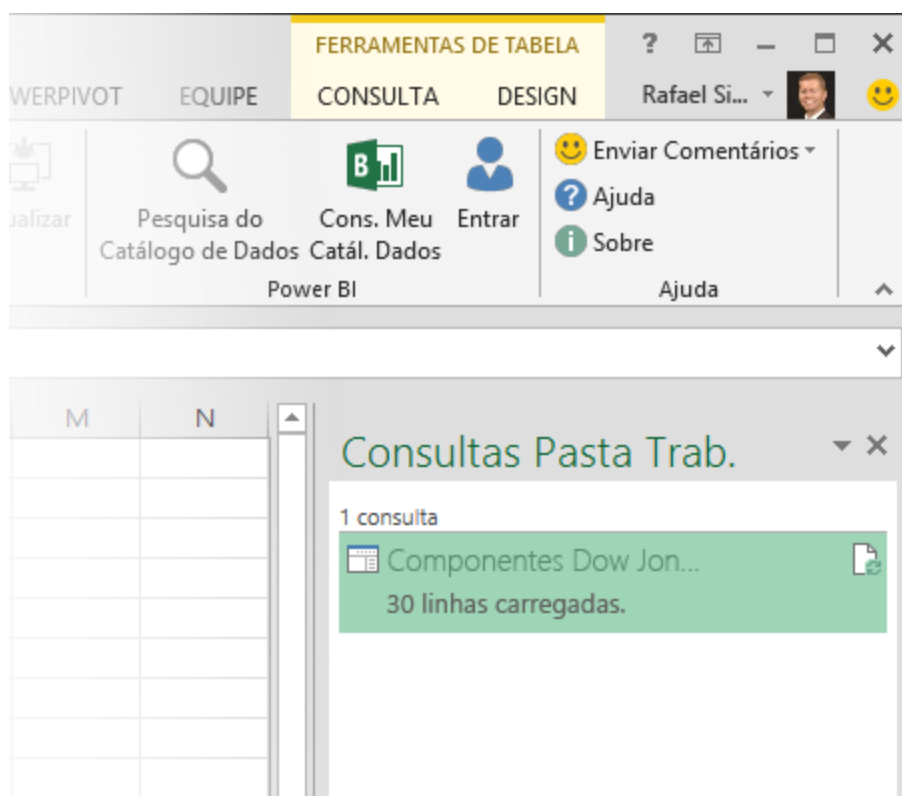 FERRAMENTAS DE TABELA
?
WERPIVOT EQUIPE CONSULTA DESIGN Rafael Si...
Pesquisa do
Catálogo de Dados
Cons. Meu
Catál. Dados
Entrar
Enviar Comentários
? Ajuda
i Sobre
Power BI
Ajuda
M N
Consultas Pasta Trab.
1 consulta
Componentes Dow Jon...
30 linhas carregadas.